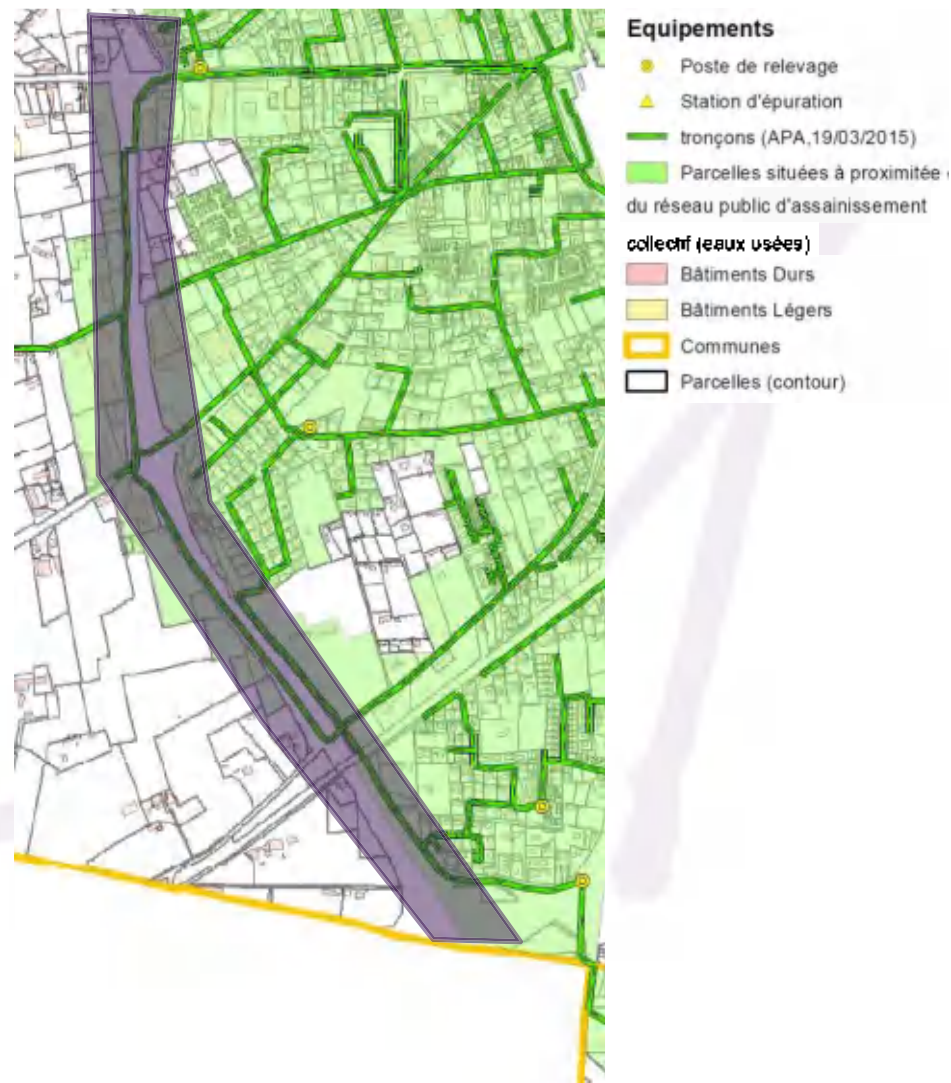 Equipements
Poste de relevage
Station d'épuration
tronçons (APA,19/03/2015)
Parcelles situées à proximitée
du réseau public d'assainissement
collectif (eaux usées)
Bâtiments Durs
Bâtiments Légers
Communes
Parcelles (contour)